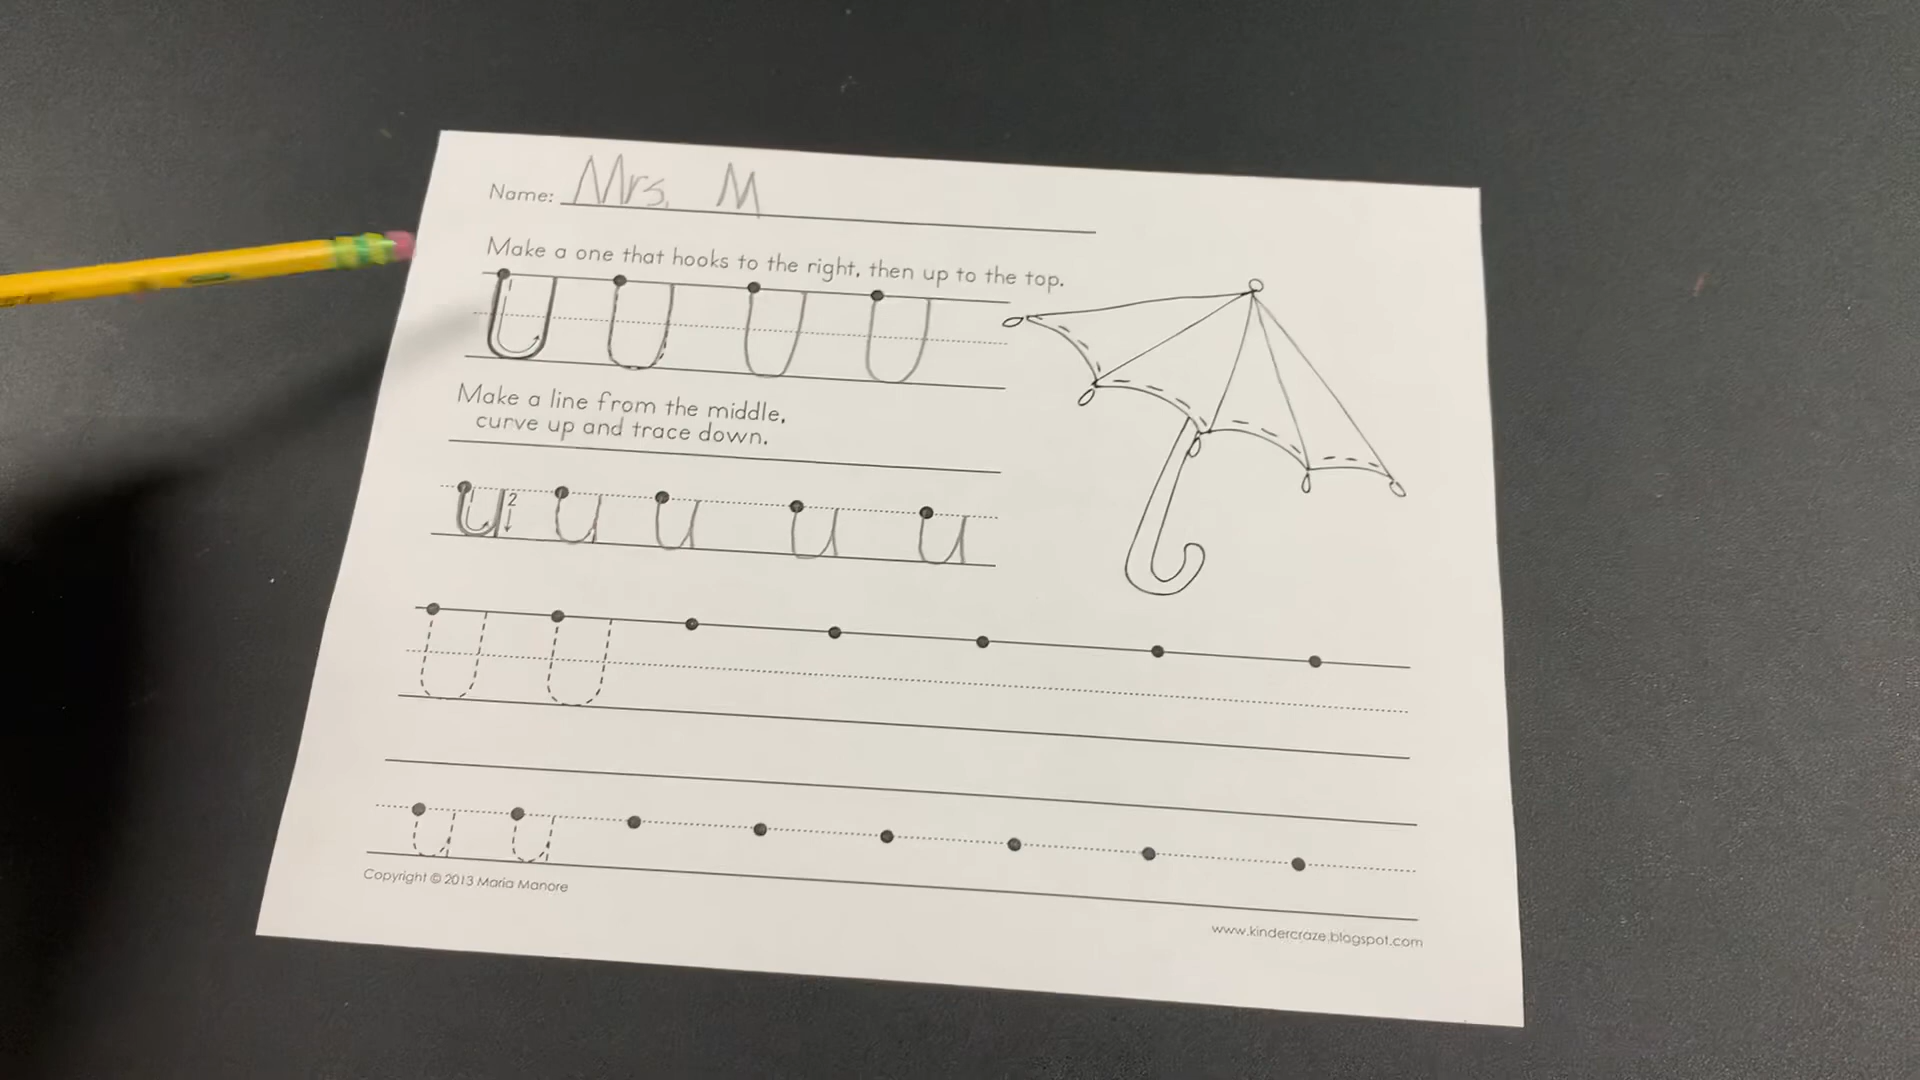 Name: Mrs. M
Make a one that hooks to the right, then up to the top.
U U U U
Make a line from the middle,
curve up and trace down.
u 2 u u u u
U U
u u
Copyright © 2013 Maria Manore
www.kindercraze.blogspot.com